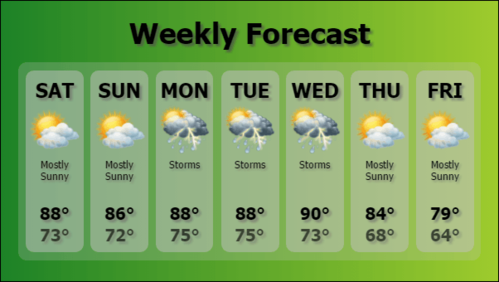 Weekly Forecast
SAT SUN MON TUE WED THU FRI
Mostly Sunny Mostly Sunny Storms Storms Storms Mostly Sunny Mostly Sunny
88° 86° 88° 88° 90° 84° 79°
73° 72° 75° 75° 73° 68° 64°